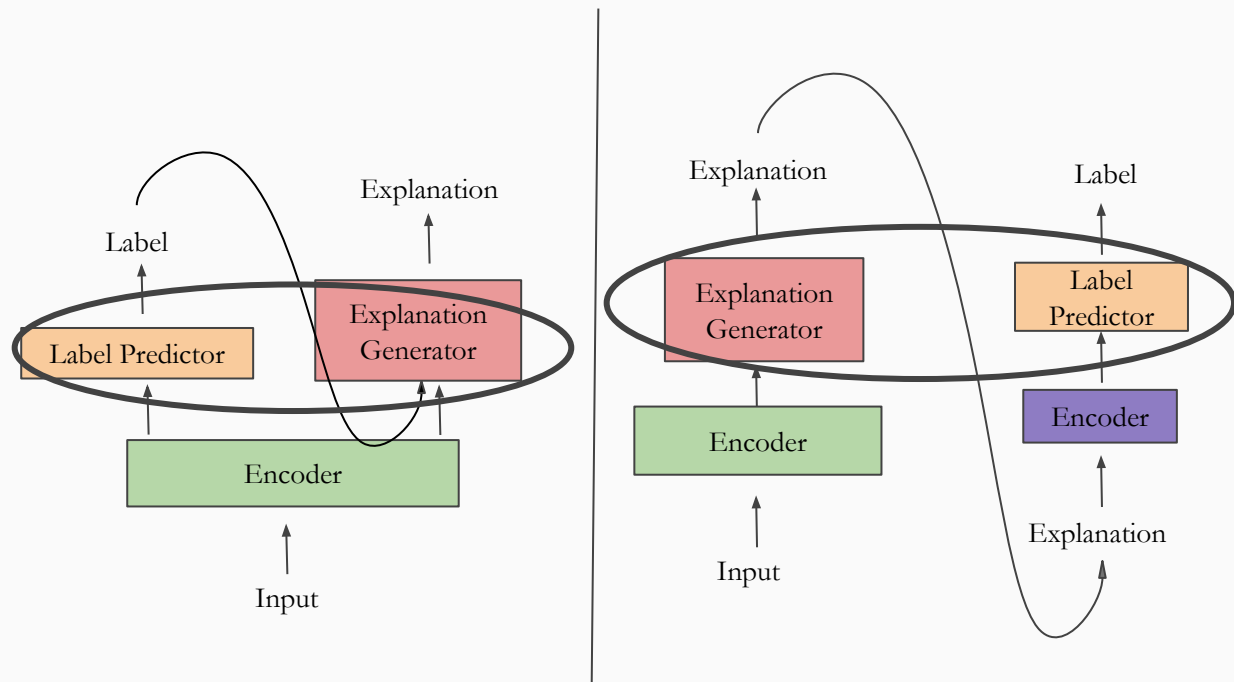 Explanation
Label
Label Predictor
Explanation
Generator
Encoder
Input
Explanation
Label
Explanation
Generator
Label
Predictor
Encoder
Encoder
Input
Explanation